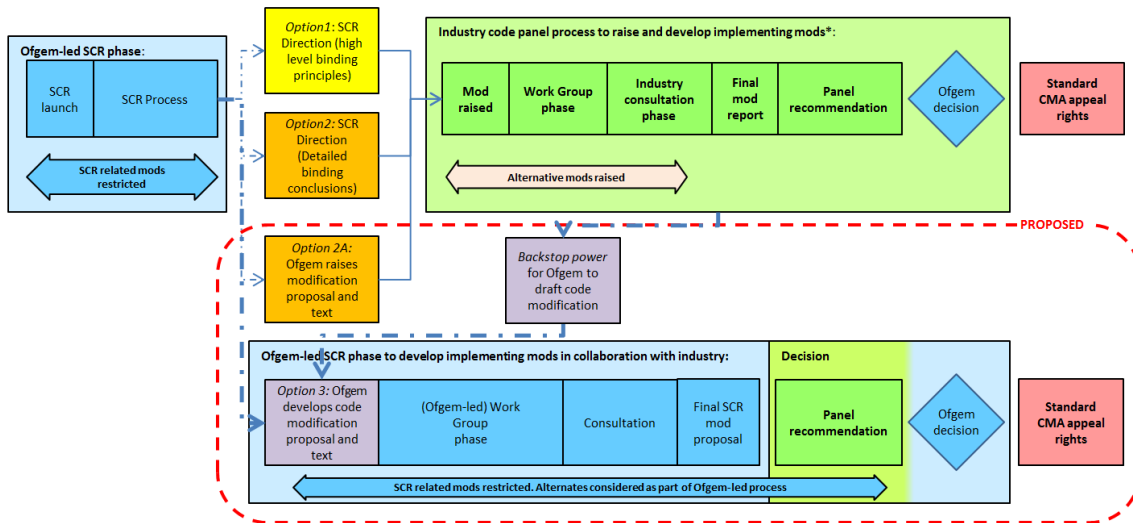 Ofgem-led SCR phase:
SCR
launch
SCR Process
SCR related mods
restricted
Option1: SCR
Direction (high
level binding
principles)
Option2: SCR
Direction
(Detailed
binding
conclusions)
Option 2A:
Ofgem raises
modification
proposal and
text
Industry code panel process to raise and develop implementing mods*:
Mod
raised
Work Group
phase
Industry
consultation
phase
Final
mod
report
Panel
recommendation
Ofgem
decision
Standard
CMA appeal
rights
Alternative mods raised
PROPOSED
Backstop power
for Ofgem to
draft code
modification
Ofgem-led SCR phase to develop implementing mods in collaboration with industry:
Decision
Option 3: Ofgem
develops code
modification
proposal and
text
(Ofgem-led) Work
Group
phase
Consultation
Final SCR
mod
proposal
Panel
recommendation
Ofgem
decision
Standard
CMA appeal
rights
SCR related mods restricted. Alternates considered as part of Ofgem-led process